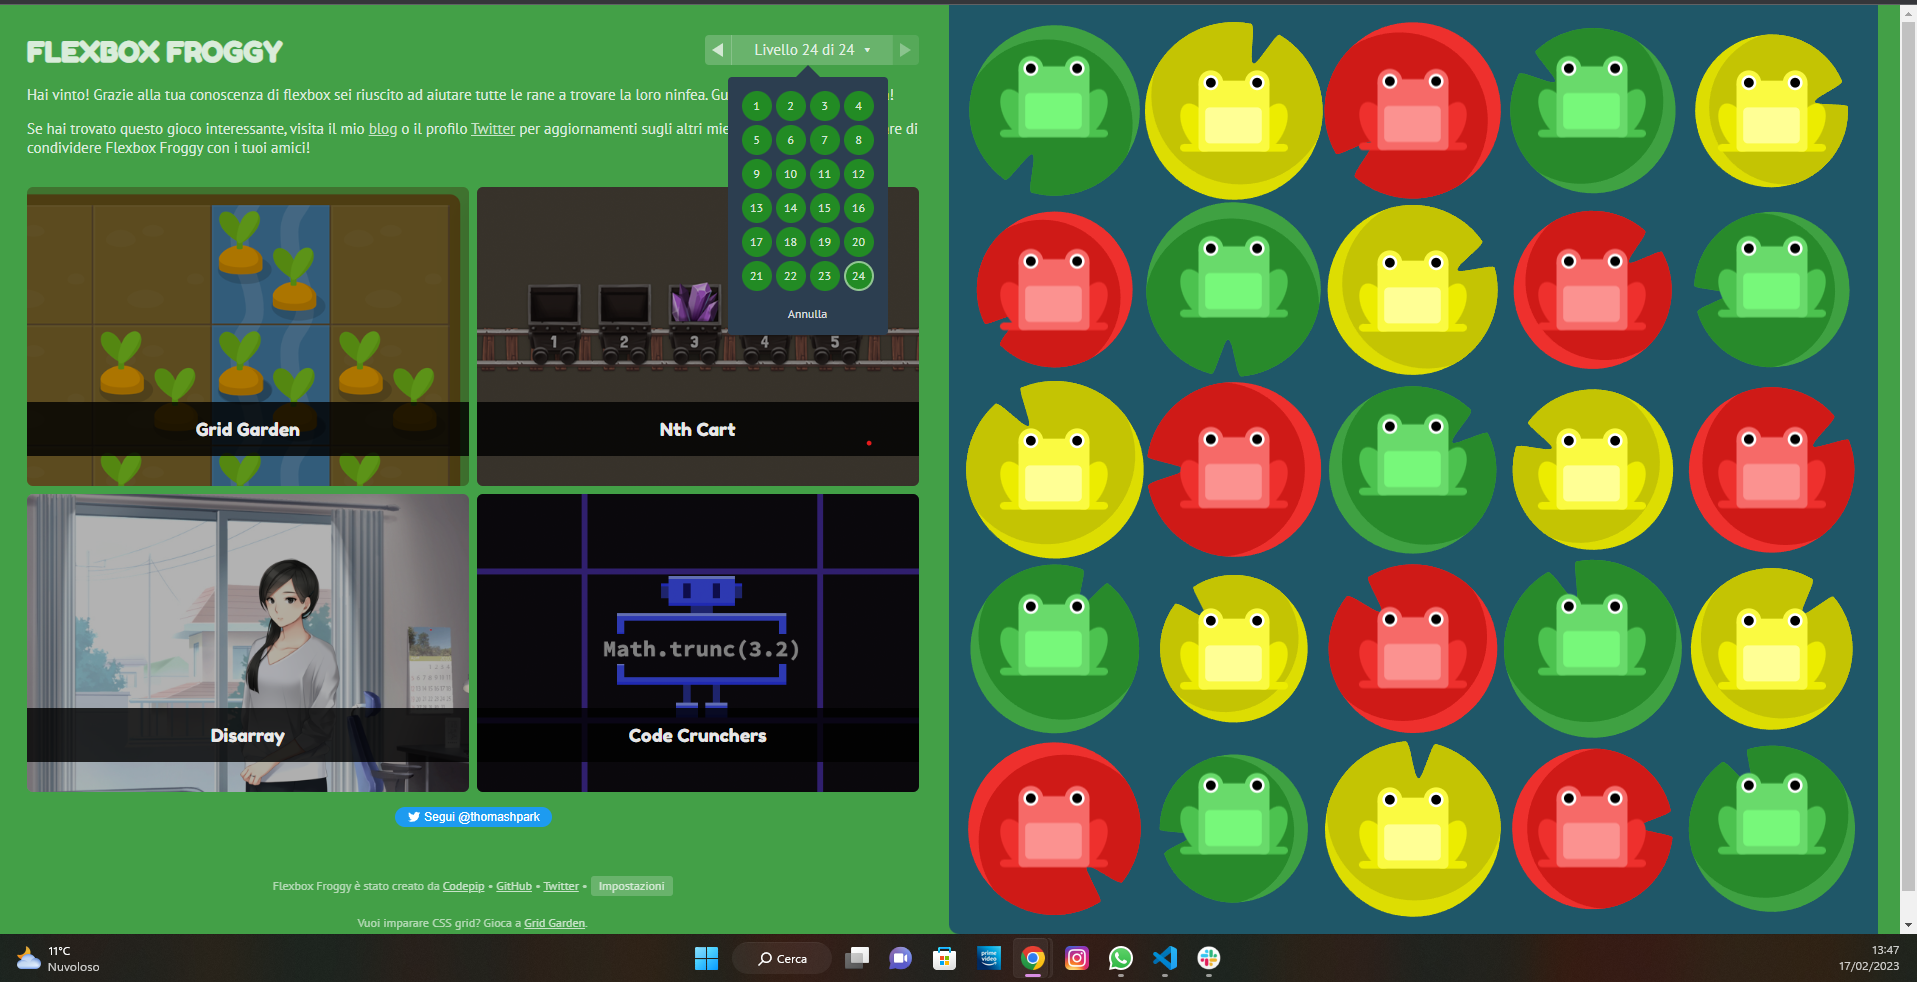 FLEXBOX FROGGY
Livello 24 di 24
Hai vinto! Grazie alla tua conoscenza di flexbox sei riuscito ad aiutare tutte le rane a trovare la loro ninfea. Gu
Se hai trovato questo gioco interessante, visita il mio blog o il profilo Twitter per aggiornamenti sugli altri mie
ere di
condividere Flexbox Froggy con i tuoi amici!
1 2 3 4
5 6 7 8
9 10 11 12
13 14 15 16
17 18 19 20
21 22 23 24
Annulla
1 2 3 4 5
Grid Garden
Nth Cart
Math.trunc(3.2)
Disarray
Code Crunchers
Segui @thomashpark
Flexbox Froggy è stato creato da Codepip • GitHub • Twitter • Impostazioni
Vuoi imparare CSS grid? Gioca a Grid Garden.
11°C
Nuvoloso
Cerca
prime video
13:47
17/02/2023